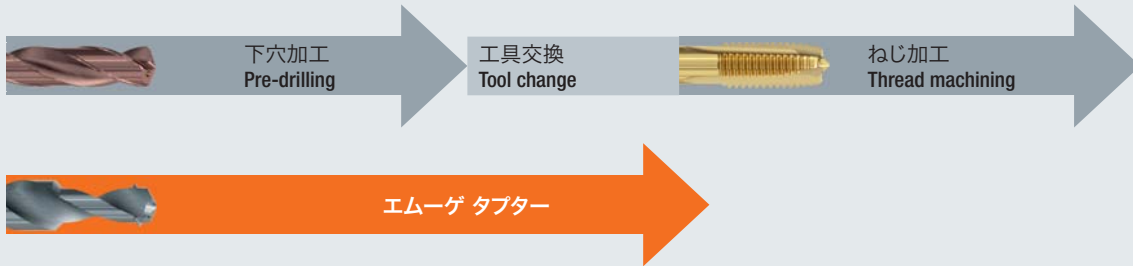 下穴加工
Pre-drilling
工具交換
Tool change
ねじ加工
Thread machining
エムーゲ タプター